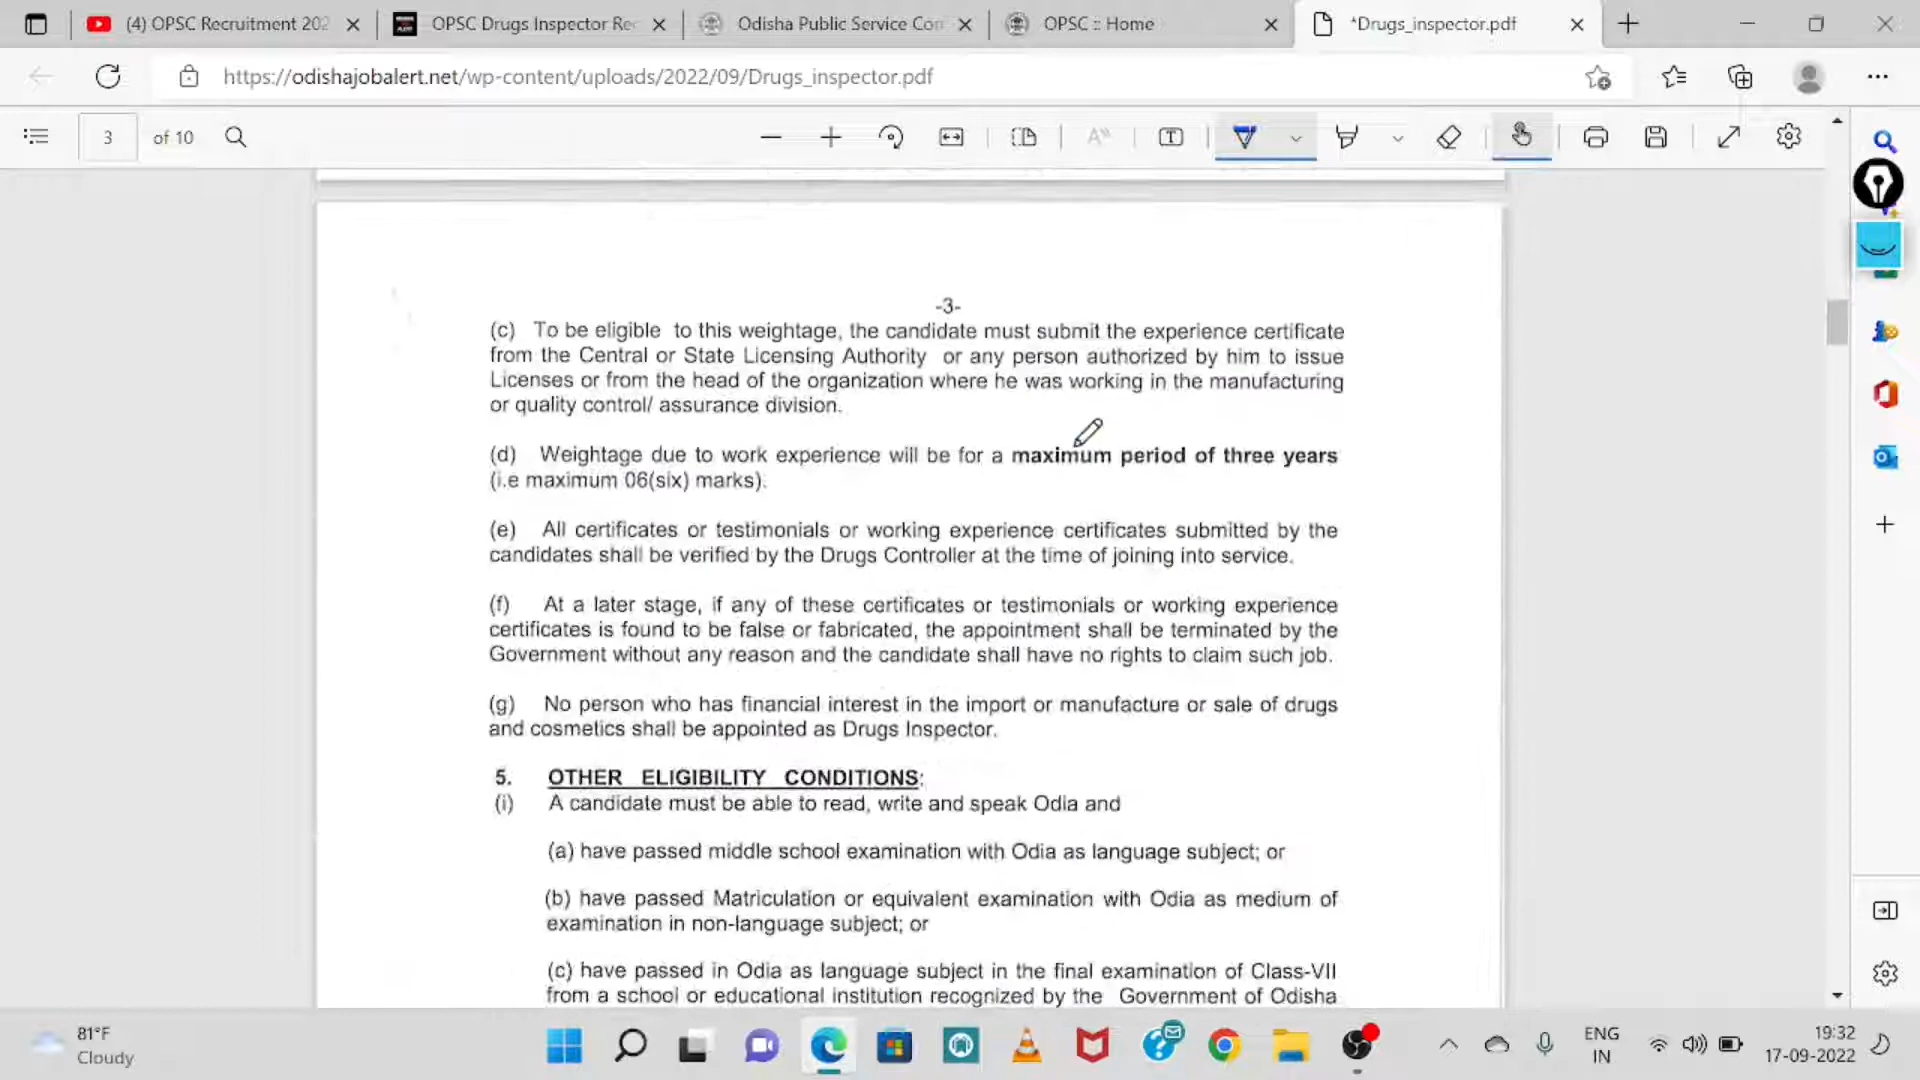 (4) OPSC Recruitment 202
OPSC Drugs Inspector Re
Odisha Public Service Con
OPSC :: Home
*Drugs_inspector.pdf
https://odishajobalert.net/wp-content/uploads/2022/09/Drugs_inspector.pdf
3 of 10
-3-
(c) To be eligible to this weightage, the candidate must submit the experience certificate
from the Central or State Licensing Authority or any person authorized by him to issue
Licenses or from the head of the organization where he was working in the manufacturing
or quality control/ assurance division.
(d) Weightage due to work experience will be for a maximum period of three years
(i.e maximum 06(six) marks).
(e) All certificates or testimonials or working experience certificates submitted by the
candidates shall be verified by the Drugs Controller at the time of joining into service.
(f) At a later stage, if any of these certificates or testimonials or working experience
certificates is found to be false or fabricated, the appointment shall be terminated by the
Government without any reason and the candidate shall have no rights to claim such job.
(g) No person who has financial interest in the import or manufacture or sale of drugs
and cosmetics shall be appointed as Drugs Inspector.
5. OTHER ELIGIBILITY CONDITIONS:
(i) A candidate must be able to read, write and speak Odia and
(a) have passed middle school examination with Odia as language subject; or
(b) have passed Matriculation or equivalent examination with Odia as medium of
examination in non-language subject; or
(c) have passed in Odia as language subject in the final examination of Class-VII
from a school or educational institution recognized by the Government of Odisha
81°F
Cloudy
ENG
IN
19:32
17-09-2022